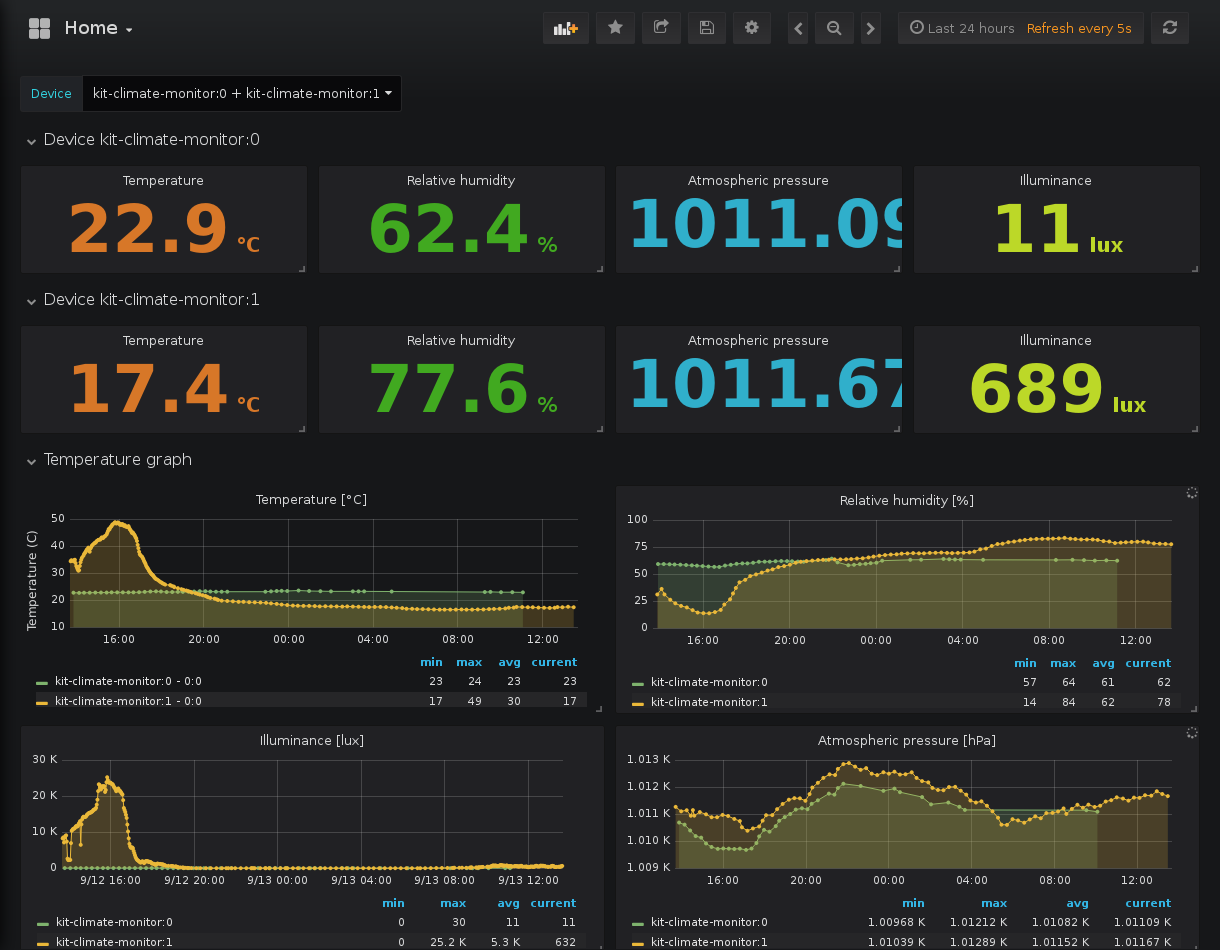 Home
Last 24 hours Refresh every 5s
Device kit-climate-monitor:0 + kit-climate-monitor:1
Device kit-climate-monitor:0
Temperature Relative humidity Atmospheric pressure Illuminance
22.9 °C 62.4 % 1011.09 11 lux
Device kit-climate-monitor:1
Temperature Relative humidity Atmospheric pressure Illuminance
17.4 °C 77.6 % 1011.67 689 lux
Temperature graph
Temperature [°C]
Temperature (C)
50
40
30
20
10
16:00 20:00 00:00 04:00 08:00 12:00
min max avg current
kit-climate-monitor:0 - 0:0 23 24 23 23
kit-climate-monitor:1 - 0:0 17 49 30 17
Relative humidity [%]
100
75
50
25
0
16:00 20:00 00:00 04:00 08:00 12:00
min max avg current
kit-climate-monitor:0 57 64 61 62
kit-climate-monitor:1 14 84 62 78
Illuminance [lux]
30 K
20 K
10 K
0
9/12 16:00 9/12 20:00 9/13 00:00 9/13 04:00 9/13 08:00 9/13 12:00
min max avg current
kit-climate-monitor:0 0 30 11 11
kit-climate-monitor:1 0 25.2 K 5.3 K 632
Atmospheric pressure [hPa]
1.013 K
1.012 K
1.011 K
1.010 K
1.009 K
16:00 20:00 00:00 04:00 08:00 12:00
min max avg current
kit-climate-monitor:0 1.00968 K 1.01212 K 1.01082 K 1.01109 K
kit-climate-monitor:1 1.01039 K 1.01289 K 1.01152 K 1.01167 K